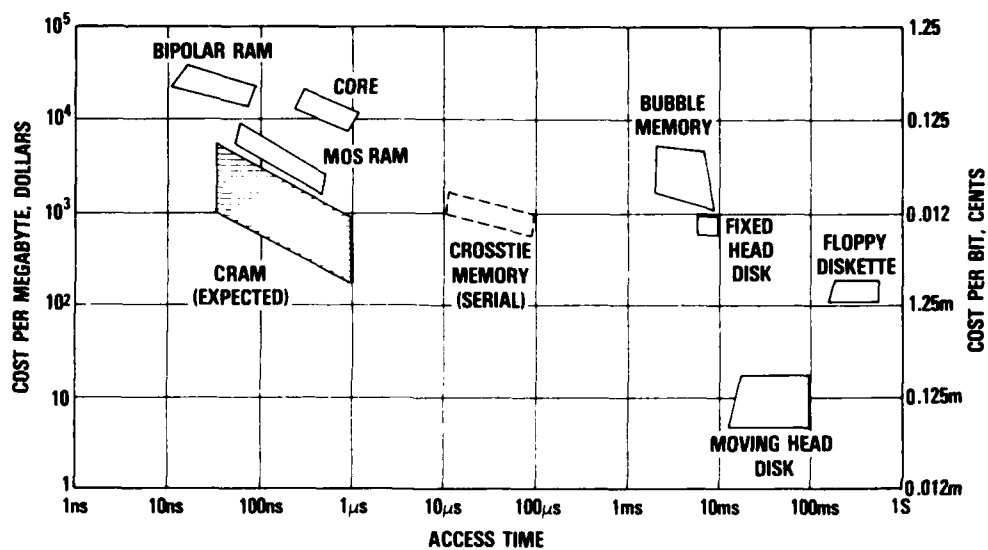 10⁵
10⁴
10³
10²
10
1
COST PER MEGABYTE, DOLLARS
BIPOLAR RAM
CORE
MOS RAM
CRAM
(EXPECTED)
CROSSTIE
MEMORY
(SERIAL)
BUBBLE
MEMORY
FIXED
HEAD
DISK
FLOPPY
DISKETTE
MOVING HEAD
DISK
1.25
0.125
0.012
1.25m
0.125m
0.012m
COST PER BIT, CENTS
1ns 10ns 100ns 1μs 10μs 100μs 1ms 10ms 100ms 1S
ACCESS TIME